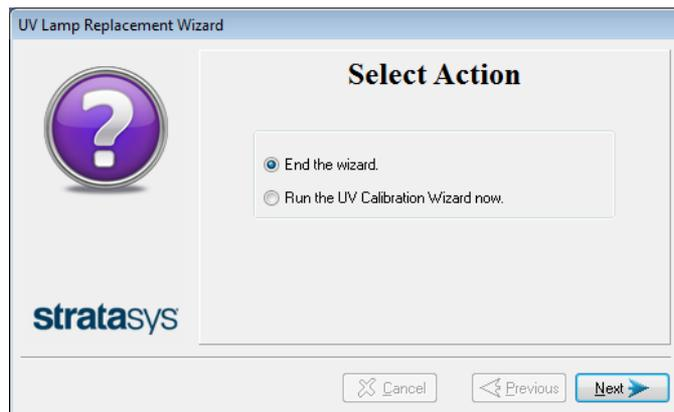 UV Lamp Replacement Wizard
Select Action
End the wizard.
Run the UV Calibration Wizard now.
stratasys
Cancel
Previous
Next